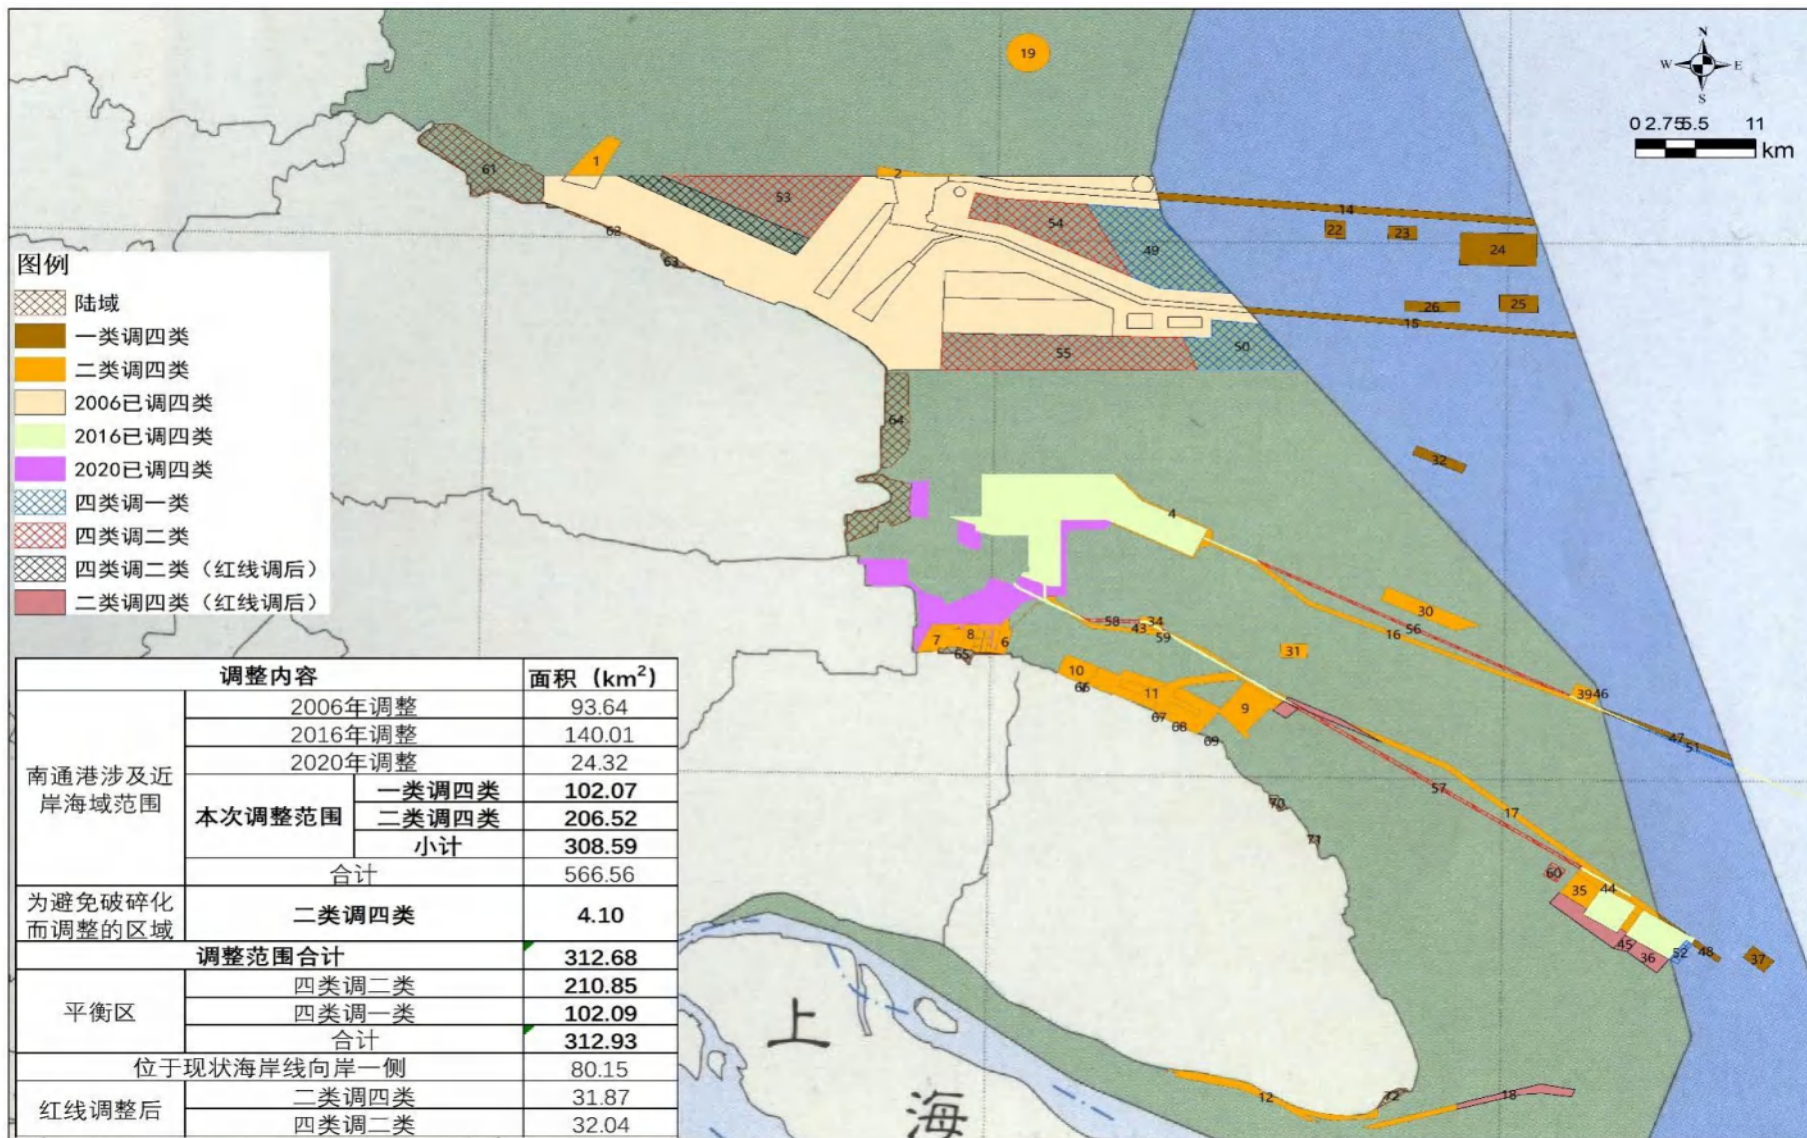 N
W E
S
0 2.75 5.5 11
km
19
1
2
61
53
62
63
54
49
14
22
23
24
25
26
15
55
50
64
32
4
30
56
16
58
34
43
59
31
7
8
6
65
10
66
11
67
68
69
9
39 46
47
51
57
17
70
71
60
35
44
45
36
52
48
37
12
72
18
上
海
图例
陆域
一类调四类
二类调四类
2006已调四类
2016已调四类
2020已调四类
四类调一类
四类调二类
四类调二类（红线调后）
二类调四类（红线调后）
调整内容 面积（km²）
南通港涉及近岸海域范围 2006年调整 93.64
2016年调整 140.01
2020年调整 24.32
本次调整范围 一类调四类 102.07
二类调四类 206.52
小计 308.59
合计 566.56
为避免破碎化而调整的区域 二类调四类 4.10
调整范围合计 312.68
平衡区 四类调二类 210.85
四类调一类 102.09
合计 312.93
位于现状海岸线向岸一侧 80.15
红线调整后 二类调四类 31.87
四类调二类 32.04